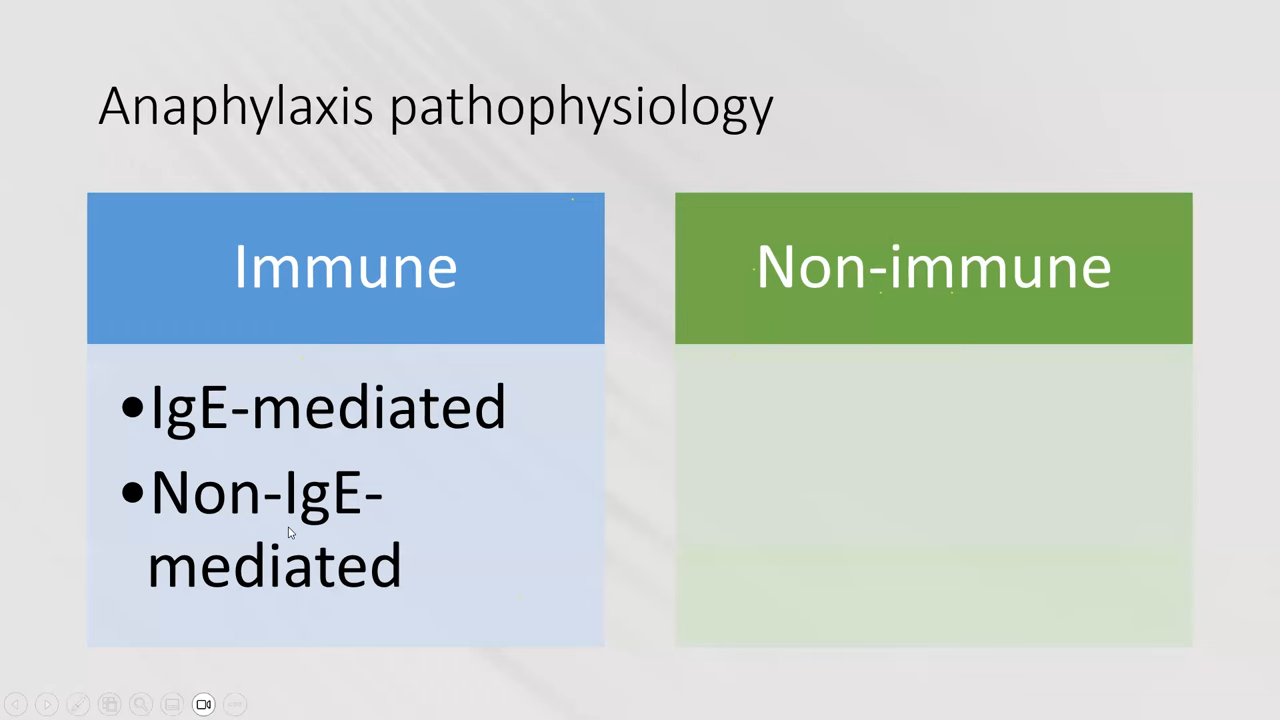 Anaphylaxis pathophysiology
Immune
Non-immune
•IgE-mediated
•Non-IgE-
mediated